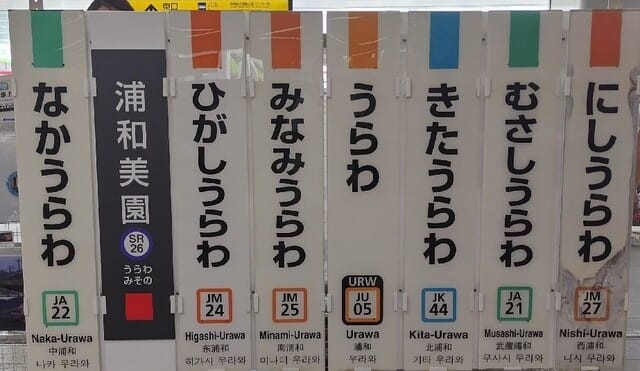 なかうらわ
JA
22
Naka-Urawa
中浦和
나카 우라와
浦和美園
SR
26
うらわ
みその
ひがしうらわ
JM
24
Higashi-Urawa
东浦和
히가시 우라와
みなみうらわ
JM
25
Minami-Urawa
南浦和
미나미 우라와
うらわ
URW
JU
05
Urawa
浦和
우라와
きたうらわ
JK
44
Kita-Urawa
北浦和
기타 우라와
むさしうらわ
JA
21
Musashi-Urawa
武藏浦和
무사시 우라와
にしうらわ
JM
27
Nishi-Urawa
西浦和
니시 우라와